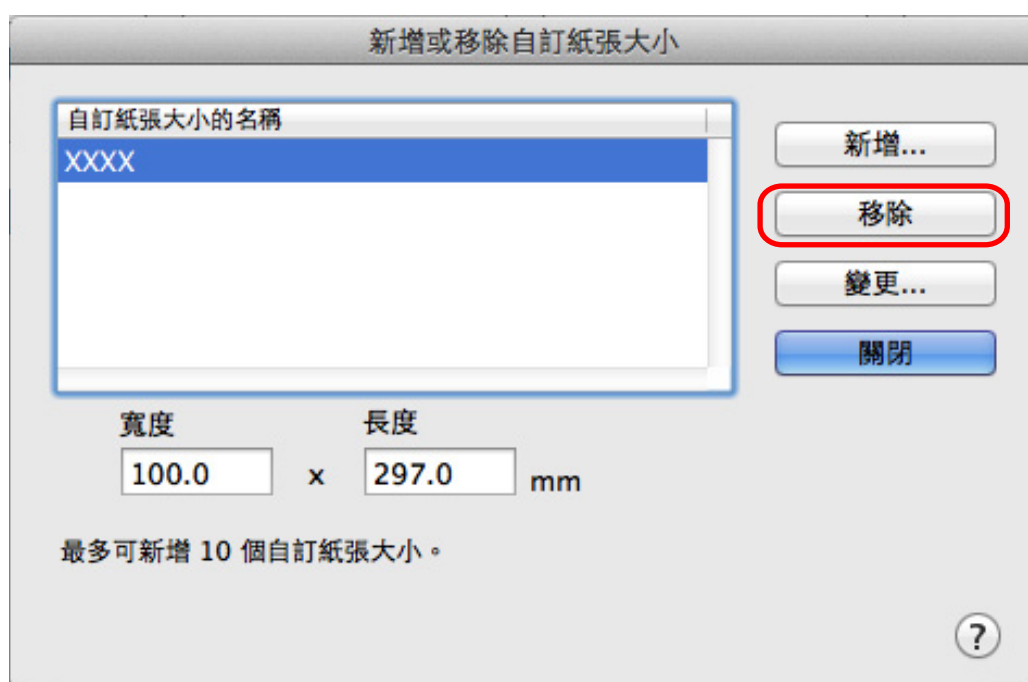 新增或移除自訂紙張大小
自訂紙張大小的名稱
XXXX
新增...
移除
變更...
關閉
寬度 長度
100.0 x 297.0 mm
最多可新增 10 個自訂紙張大小。
?